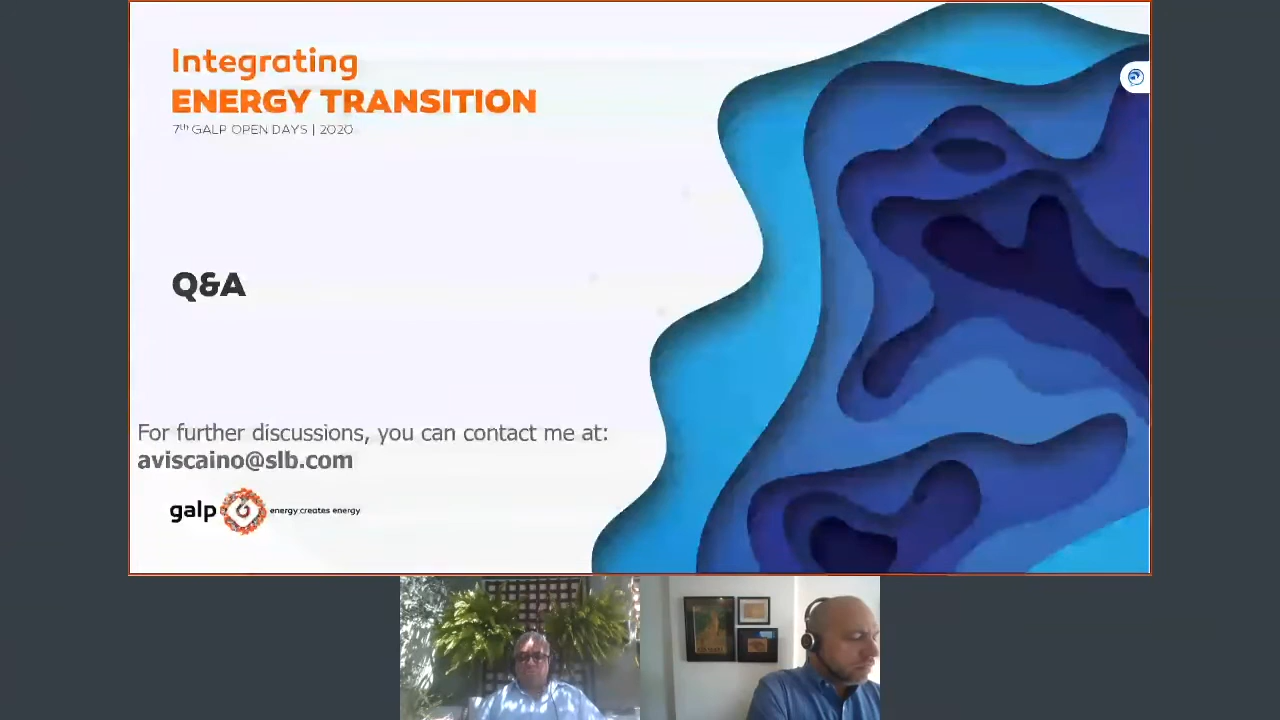 Integrating
ENERGY TRANSITION
7th GALP OPEN DAYS | 2020
Q&A
For further discussions, you can contact me at:
aviscaino@slb.com
galp energy creates energy